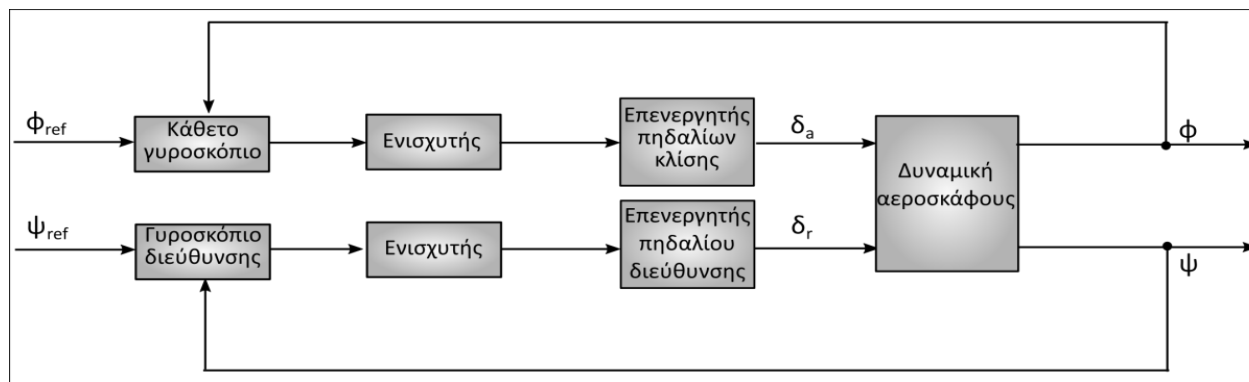 ϕref
Κάθετο
γυροσκόπιο
Ενισχυτής
Επενεργητής
πηδαλίων
κλίσης
δa
Δυναμική
αεροσκάφους
ϕ
ψref
Γυροσκόπιο
διεύθυνσης
Ενισχυτής
Επενεργητής
πηδαλίου
διεύθυνσης
δr
ψ